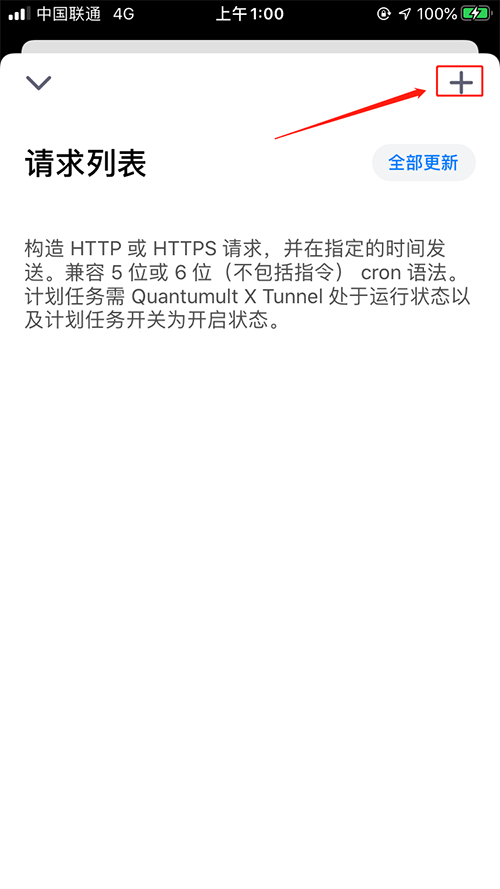 中国联通 4G 上午1:00 100%
请求列表 全部更新
构造 HTTP 或 HTTPS 请求，并在指定的时间发
送。兼容 5 位或 6 位（不包括指令） cron 语法。
计划任务需 Quantumult X Tunnel 处于运行状态以
及计划任务开关为开启状态。